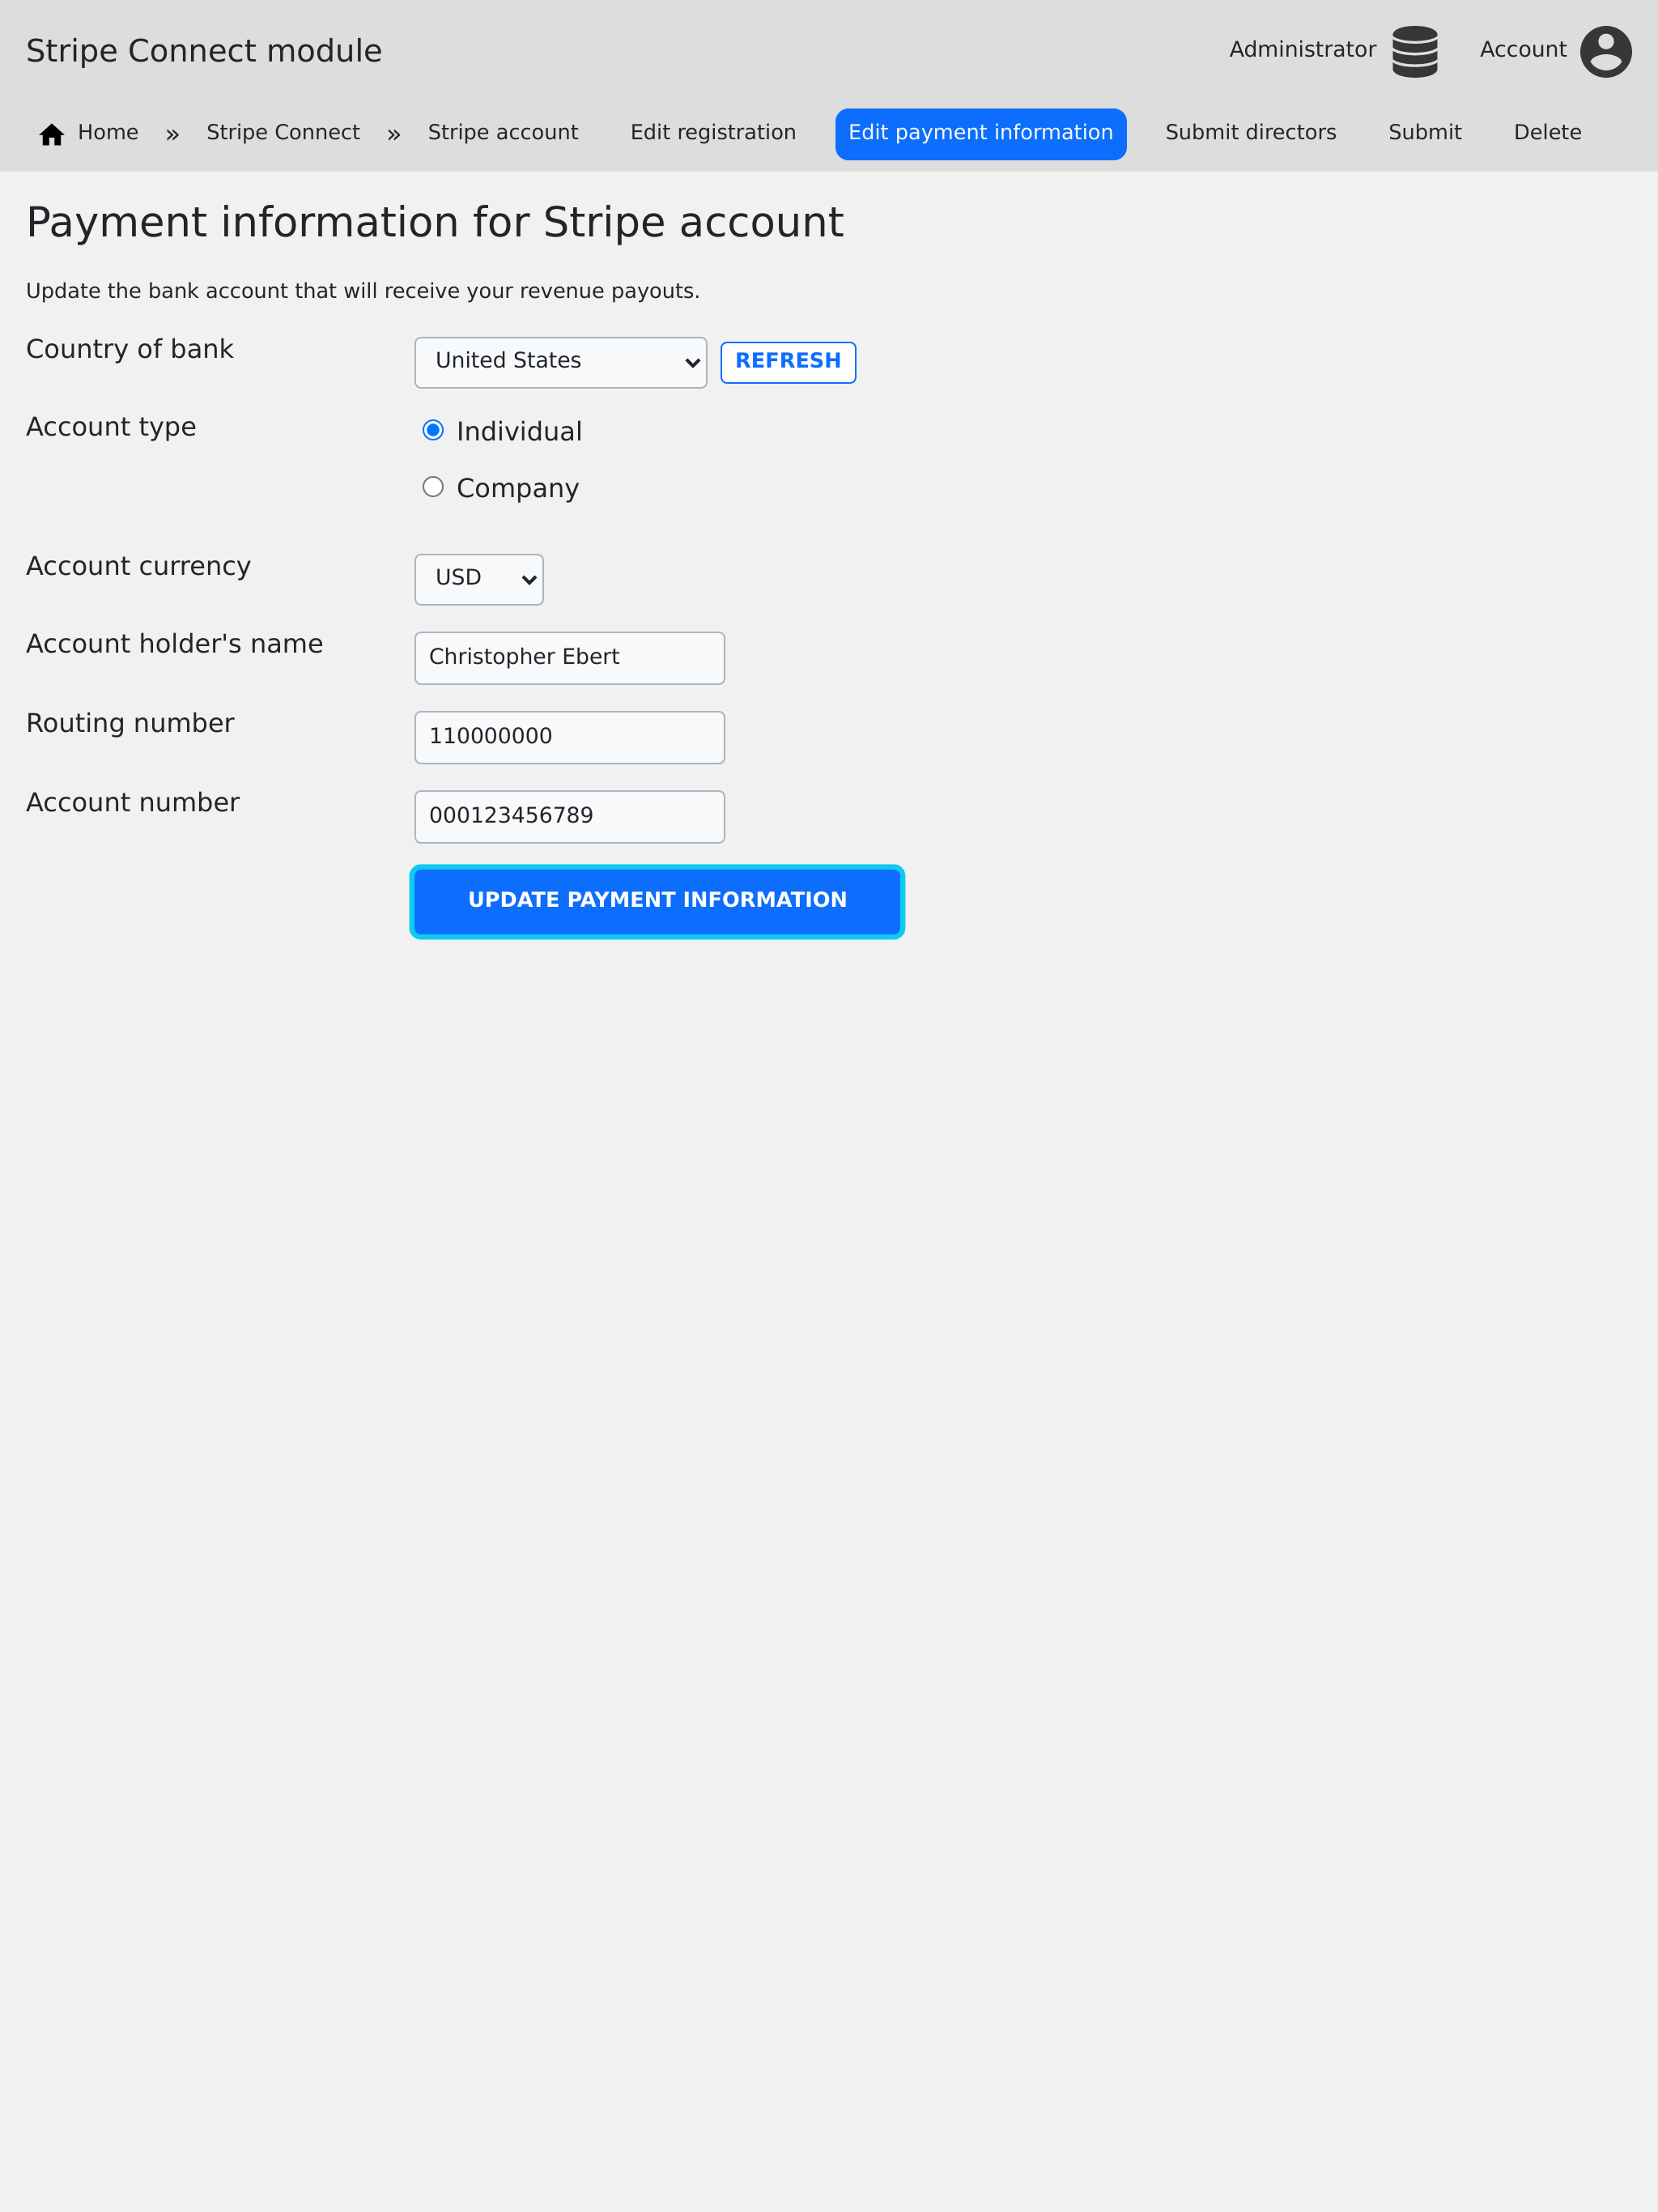 Stripe Connect module
Administrator
Account
Home » Stripe Connect » Stripe account Edit registration Edit payment information Submit directors Submit Delete
Payment information for Stripe account
Update the bank account that will receive your revenue payouts.
Country of bank United States REFRESH
Account type Individual
Company
Account currency USD
Account holder's name Christopher Ebert
Routing number 110000000
Account number 000123456789
UPDATE PAYMENT INFORMATION